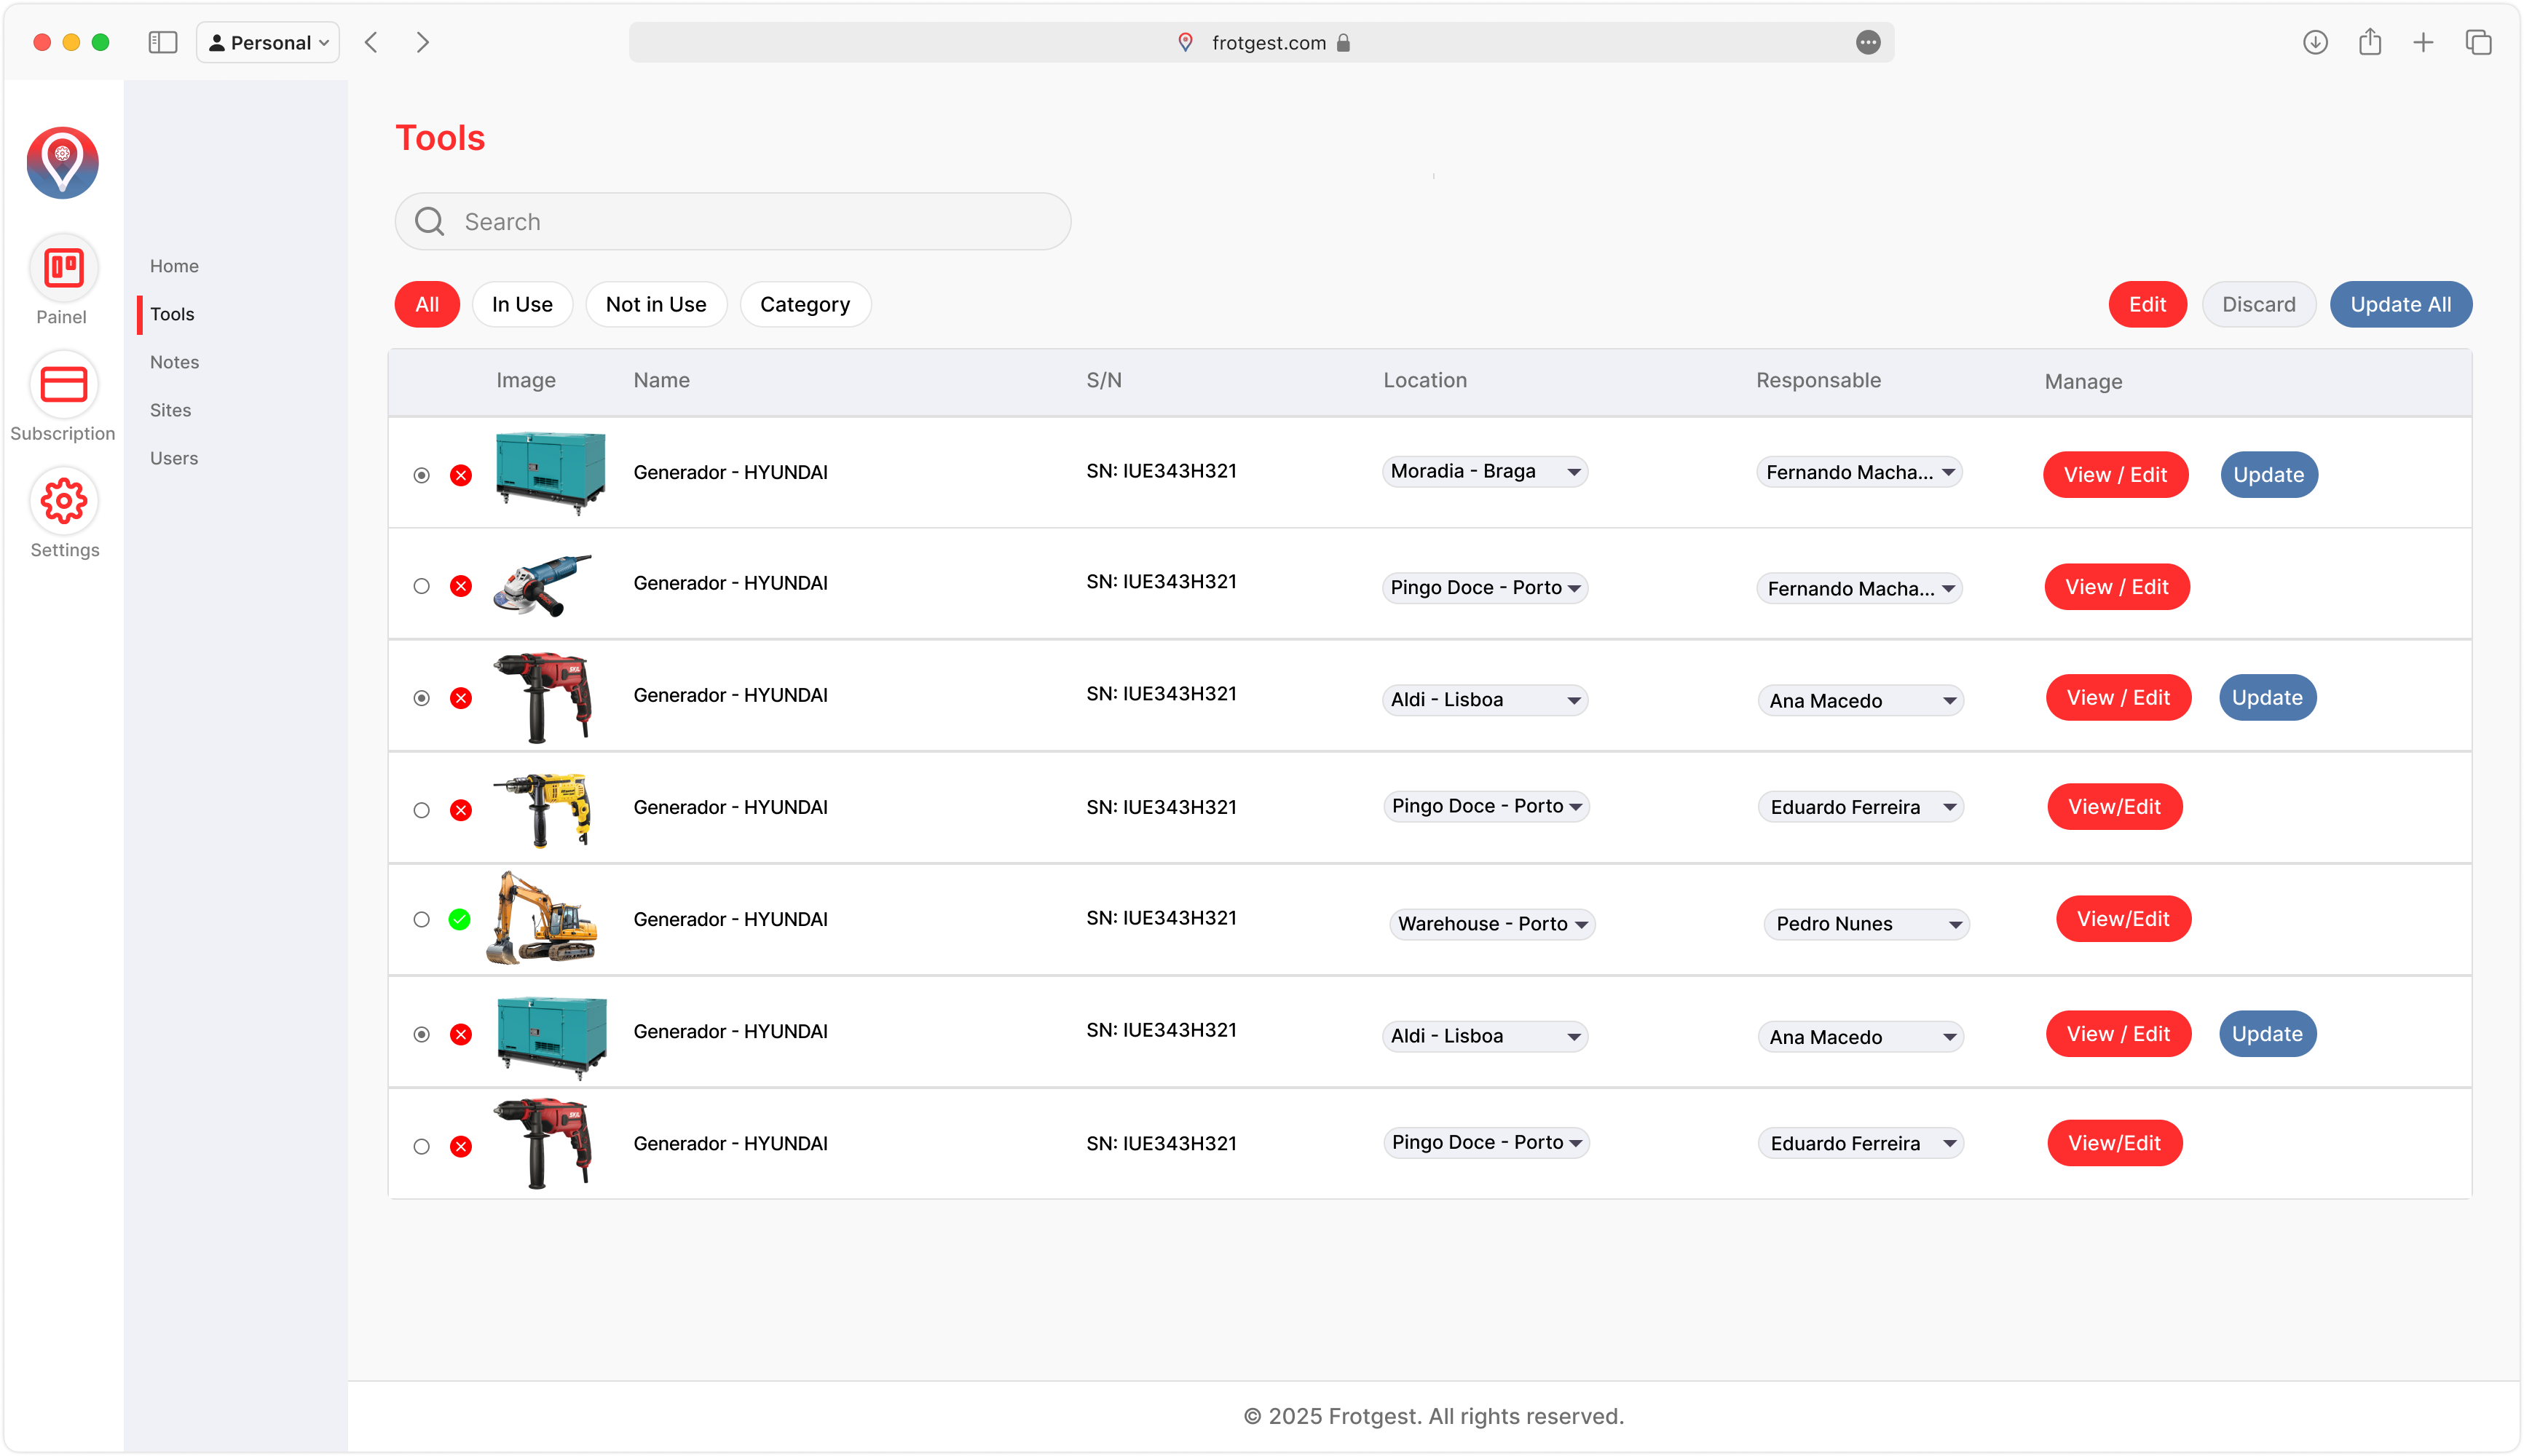 Personal
frotgest.com
Tools
Search
All In Use Not in Use Category Edit Discard Update All
Painel
Subscription
Settings
Home
Tools
Notes
Sites
Users
Image Name S/N Location Responsable Manage
Generador - HYUNDAI SN: IUE343H321 Moradia - Braga Fernando Macha... View / Edit Update
Generador - HYUNDAI SN: IUE343H321 Pingo Doce - Porto Fernando Macha... View / Edit
Generador - HYUNDAI SN: IUE343H321 Aldi - Lisboa Ana Macedo View / Edit Update
Generador - HYUNDAI SN: IUE343H321 Pingo Doce - Porto Eduardo Ferreira View/Edit
Generador - HYUNDAI SN: IUE343H321 Warehouse - Porto Pedro Nunes View/Edit
Generador - HYUNDAI SN: IUE343H321 Aldi - Lisboa Ana Macedo View / Edit Update
Generador - HYUNDAI SN: IUE343H321 Pingo Doce - Porto Eduardo Ferreira View/Edit
© 2025 Frotgest. All rights reserved.